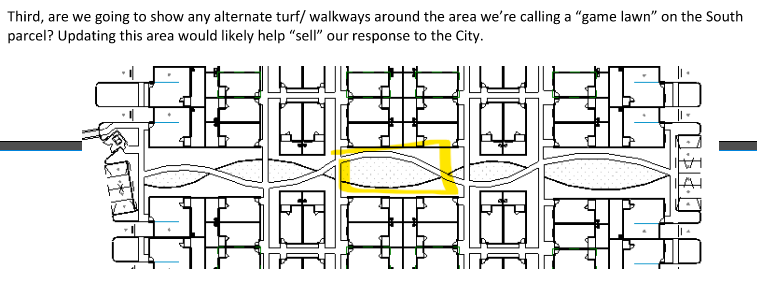 Third, are we going to show any alternate turf/ walkways around the area we’re calling a “game lawn” on the South
parcel? Updating this area would likely help “sell” our response to the City.